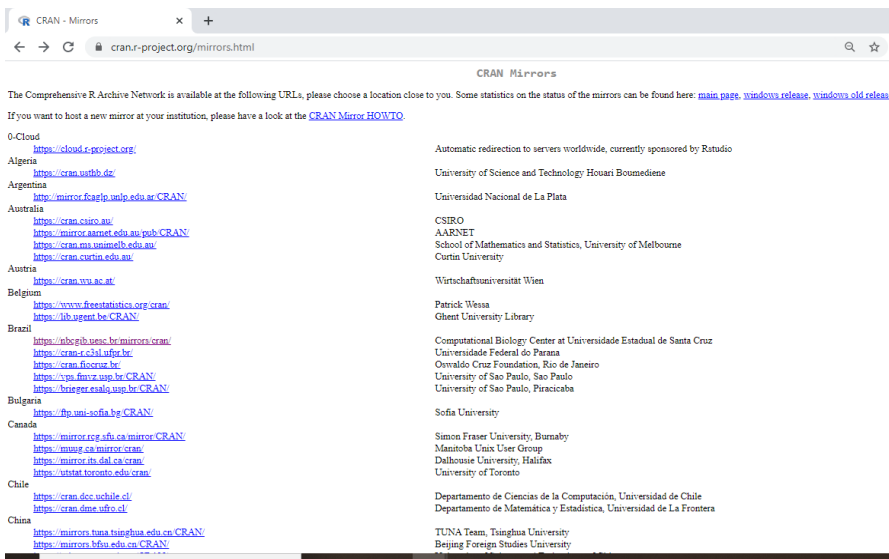 CRAN - Mirrors
cran.r-project.org/mirrors.html
CRAN Mirrors
The Comprehensive R Archive Network is available at the following URLs, please choose a location close to you. Some statistics on the status of the mirrors can be found here: main page, windows release, windows old releas
If you want to host a new mirror at your institution, please have a look at the CRAN Mirror HOWTO.
0-Cloud
https://cloud.r-project.org/ Automatic redirection to servers worldwide, currently sponsored by Rstudio
Algeria
https://cran.usthb.dz/ University of Science and Technology Houari Boumediene
Argentina
http://mirror.fcaglp.unlp.edu.ar/CRAN/ Universidad Nacional de La Plata
Australia
https://cran.csiro.au/ CSIRO
https://mirror.aarnet.edu.au/pub/CRAN/ AARNET
https://cran.ms.unimelb.edu.au/ School of Mathematics and Statistics, University of Melbourne
https://cran.curtin.edu.au/ Curtin University
Austria
https://cran.wu.ac.at/ Wirtschaftsuniversität Wien
Belgium
https://www.freestatistics.org/cran/ Patrick Wessa
https://lib.ugent.be/CRAN/ Ghent University Library
Brazil
https://nbcgib.uesc.br/mirrors/cran/ Computational Biology Center at Universidade Estadual de Santa Cruz
https://cran-r.c3sl.ufpr.br/ Universidade Federal do Parana
https://cran.fiocruz.br/ Oswaldo Cruz Foundation, Rio de Janeiro
https://vps.fmvz.usp.br/CRAN/ University of Sao Paulo, Sao Paulo
https://brieger.esalq.usp.br/CRAN/ University of Sao Paulo, Piracicaba
Bulgaria
https://ftp.uni-sofia.bg/CRAN/ Sofia University
Canada
https://mirror.rcg.sfu.ca/mirror/CRAN/ Simon Fraser University, Burnaby
https://muug.ca/mirror/cran/ Manitoba Unix User Group
https://mirror.its.dal.ca/cran/ Dalhousie University, Halifax
https://utstat.toronto.edu/cran/ University of Toronto
Chile
https://cran.dcc.uchile.cl/ Departamento de Ciencias de la Computación, Universidad de Chile
https://cran.dme.ufro.cl/ Departamento de Matemática y Estadística, Universidad de La Frontera
China
https://mirrors.tuna.tsinghua.edu.cn/CRAN/ TUNA Team, Tsinghua University
https://mirrors.bfsu.edu.cn/CRAN/ Beijing Foreign Studies University